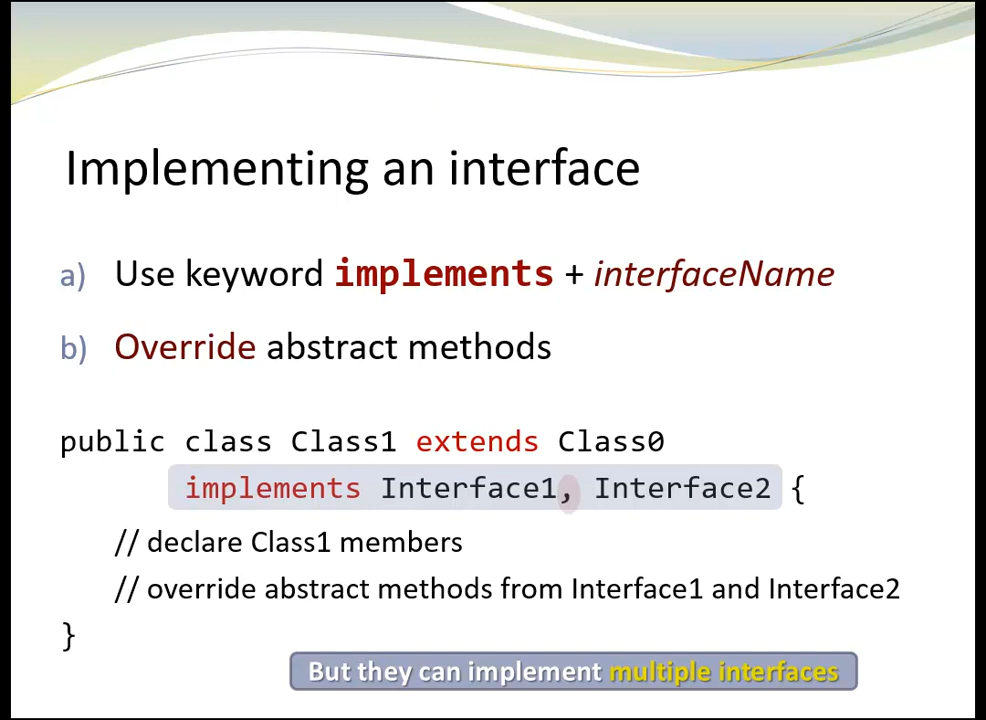 Implementing an interface
a) Use keyword implements + interfaceName
b) Override abstract methods
public class Class1 extends Class0
implements Interface1, Interface2 {
// declare Class1 members
// override abstract methods from Interface1 and Interface2
}
But they can implement multiple interfaces